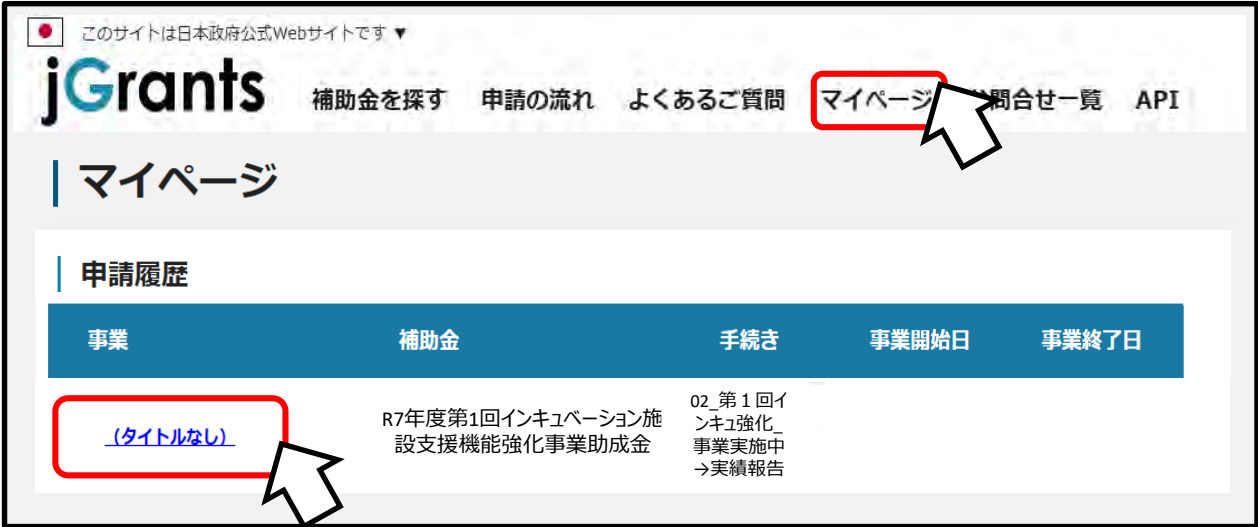 このサイトは日本政府公式Webサイトです ▼
jGrants 補助金を探す 申請の流れ よくあるご質問 マイページ 問合せ一覧 API
マイページ
申請履歴
事業 補助金 手続き 事業開始日 事業終了日
（タイトルなし）
R7年度第1回インキュベーション施
設支援機能強化事業助成金
02_第１回イ
ンキュ強化_
事業実施中
→実績報告